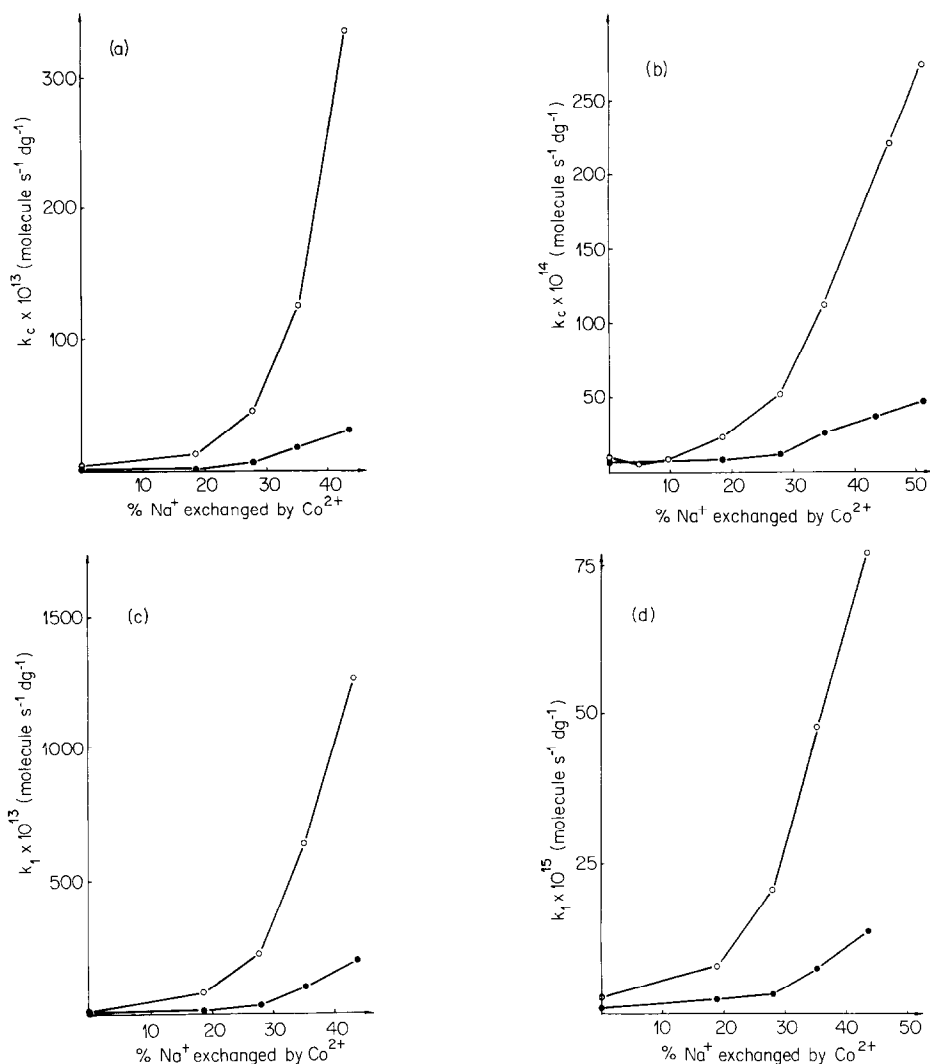 (a)
300
200
100
10 20 30 40
k_c x 10^13 (molecule s^-1 dg^-1)
% Na^+ exchanged by Co^2+
(b)
250
200
150
100
50
10 20 30 40 50
k_c x 10^14 (molecule s^-1 dg^-1)
% Na^+ exchanged by Co^2+
(c)
1500
1000
500
10 20 30 40
k_1 x 10^13 (molecule s^-1 dg^-1)
% Na^+ exchanged by Co^2+
(d)
75
50
25
10 20 30 40 50
k_1 x 10^15 (molecule s^-1 dg^-1)
% Na^+ exchanged by Co^2+